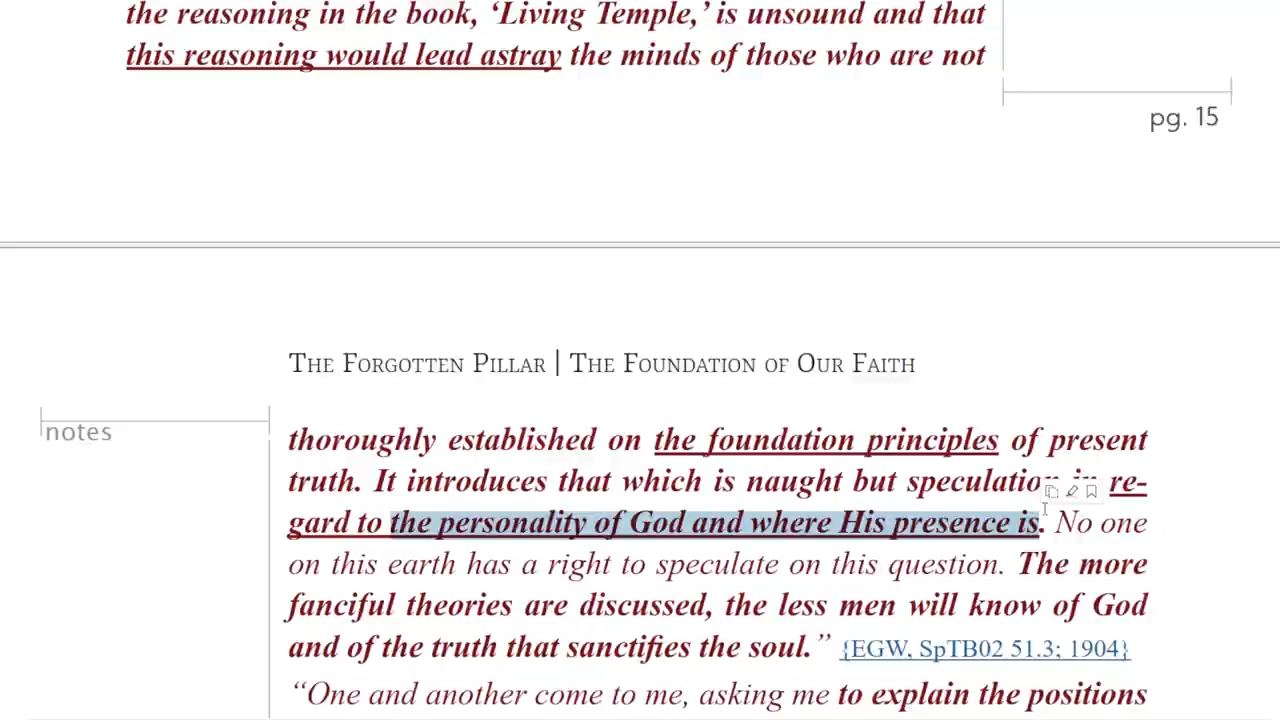 the reasoning in the book, ‘Living Temple,’ is unsound and that
this reasoning would lead astray the minds of those who are not
pg. 15
The Forgotten Pillar | The Foundation of Our Faith
notes
thoroughly established on the foundation principles of present
truth. It introduces that which is naught but speculation in re-
gard to the personality of God and where His presence is. No one
on this earth has a right to speculate on this question. The more
fanciful theories are discussed, the less men will know of God
and of the truth that sanctifies the soul.” {EGW, SpTB02 51.3; 1904}
“One and another come to me, asking me to explain the positions